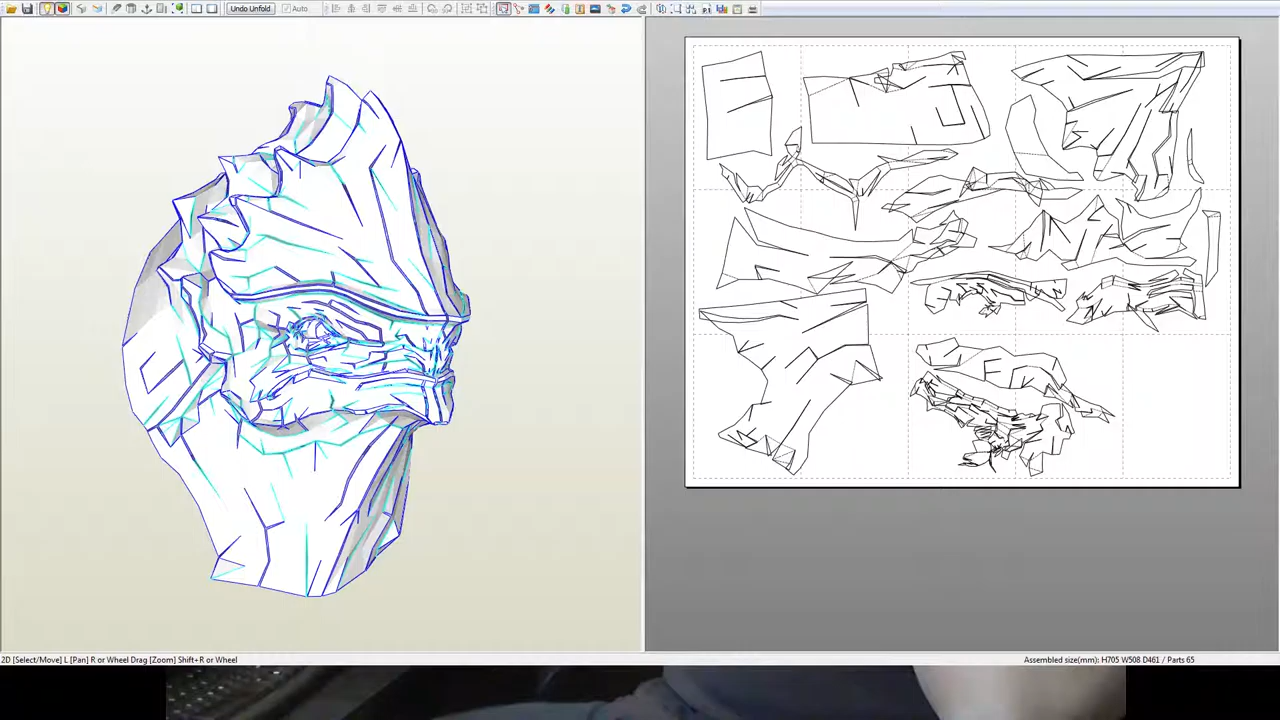 Undo Unfold
Auto
2D [Select/Move] L [Pan] R or Wheel Drag [Zoom] Shift+R or Wheel
Assembled size(mm): H705 W508 D461 / Parts 65